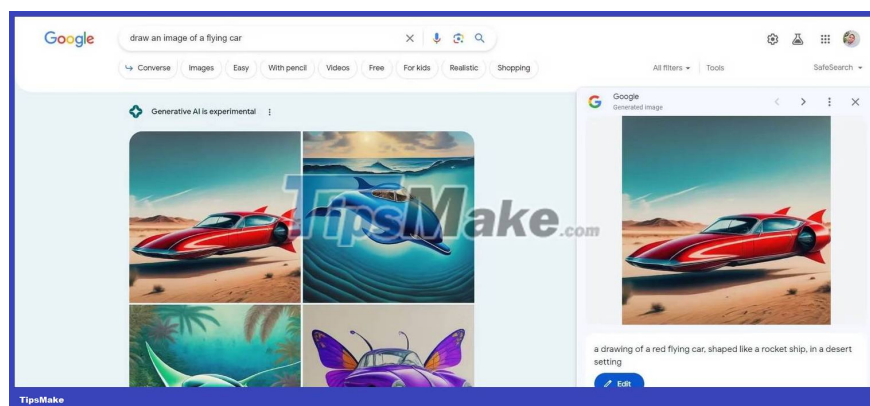 Google
draw an image of a flying car
Converse Images Easy With pencil Videos Free For kids Realistic Shopping
All filters Tools SafeSearch
Generative AI is experimental
Google
Generated image
TipsMake.com
a drawing of a red flying car, shaped like a rocket ship, in a desert
setting
Edit
TipsMake